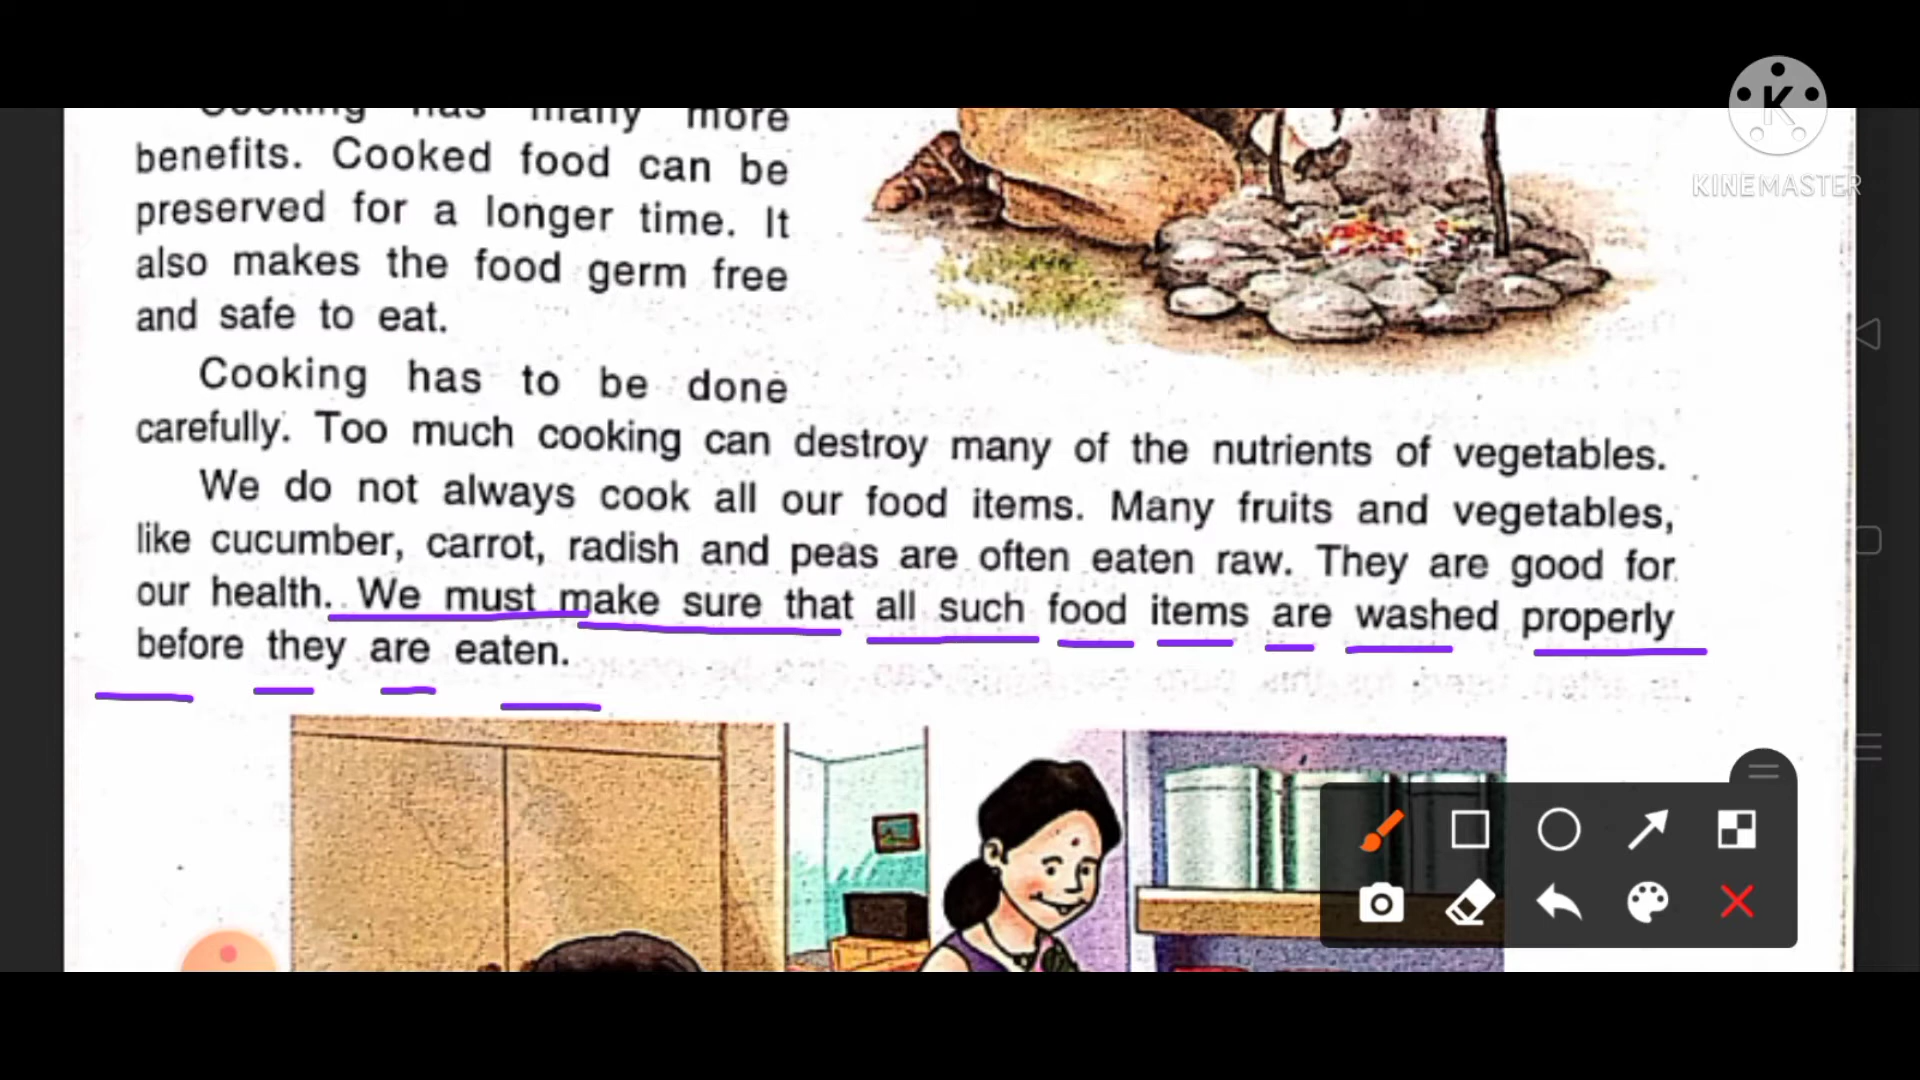 Cooking has many more
benefits. Cooked food can be
preserved for a longer time. It
also makes the food germ free
and safe to eat.
Cooking has to be done
carefully. Too much cooking can destroy many of the nutrients of vegetables.
We do not always cook all our food items. Many fruits and vegetables,
like cucumber, carrot, radish and peas are often eaten raw. They are good for
our health. We must make sure that all such food items are washed properly
before they are eaten.
K
KINEMASTER